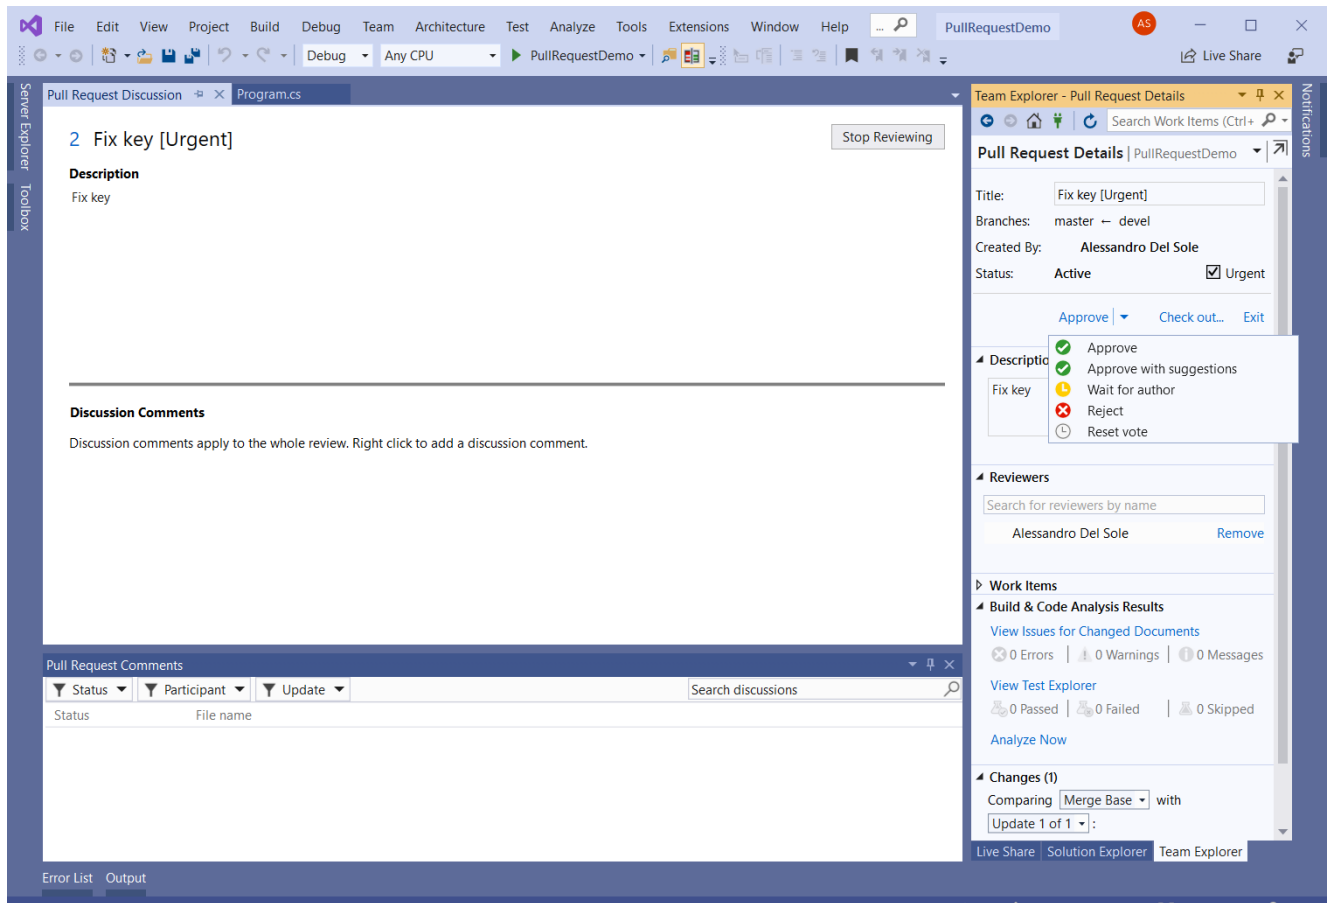 File Edit View Project Build Debug Team Architecture Test Analyze Tools Extensions Window Help ... PullRequestDemo AS
Debug Any CPU PullRequestDemo Live Share
Server Explorer
Toolbox
Pull Request Discussion Program.cs
2 Fix key [Urgent] Stop Reviewing
Description
Fix key
Discussion Comments
Discussion comments apply to the whole review. Right click to add a discussion comment.
Pull Request Comments
Status Participant Update Search discussions
Status File name
Error List Output
Team Explorer - Pull Request Details
Search Work Items (Ctrl+
Pull Request Details | PullRequestDemo
Title: Fix key [Urgent]
Branches: master ← devel
Created By: Alessandro Del Sole
Status: Active Urgent
Approve Check out... Exit
Approve
Approve with suggestions
Wait for author
Reject
Reset vote
Descriptio
Fix key
Reviewers
Search for reviewers by name
Alessandro Del Sole Remove
Work Items
Build & Code Analysis Results
View Issues for Changed Documents
0 Errors 0 Warnings 0 Messages
View Test Explorer
0 Passed 0 Failed 0 Skipped
Analyze Now
Changes (1)
Comparing Merge Base with
Update 1 of 1 :
Live Share Solution Explorer Team Explorer
Notifications